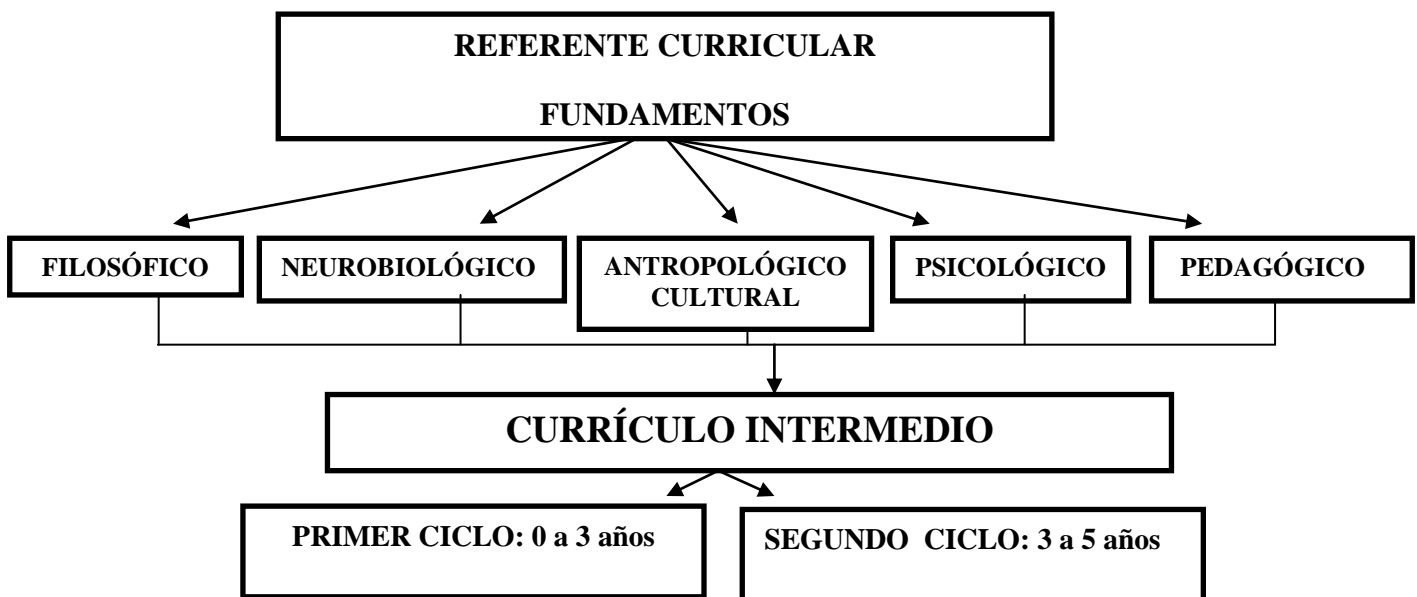 REFERENTE CURRICULAR
FUNDAMENTOS
FILOSÓFICO
NEUROBIOLÓGICO
ANTROPOLÓGICO
CULTURAL
PSICOLÓGICO
PEDAGÓGICO
CURRÍCULO INTERMEDIO
PRIMER CICLO: 0 a 3 años
SEGUNDO CICLO: 3 a 5 años